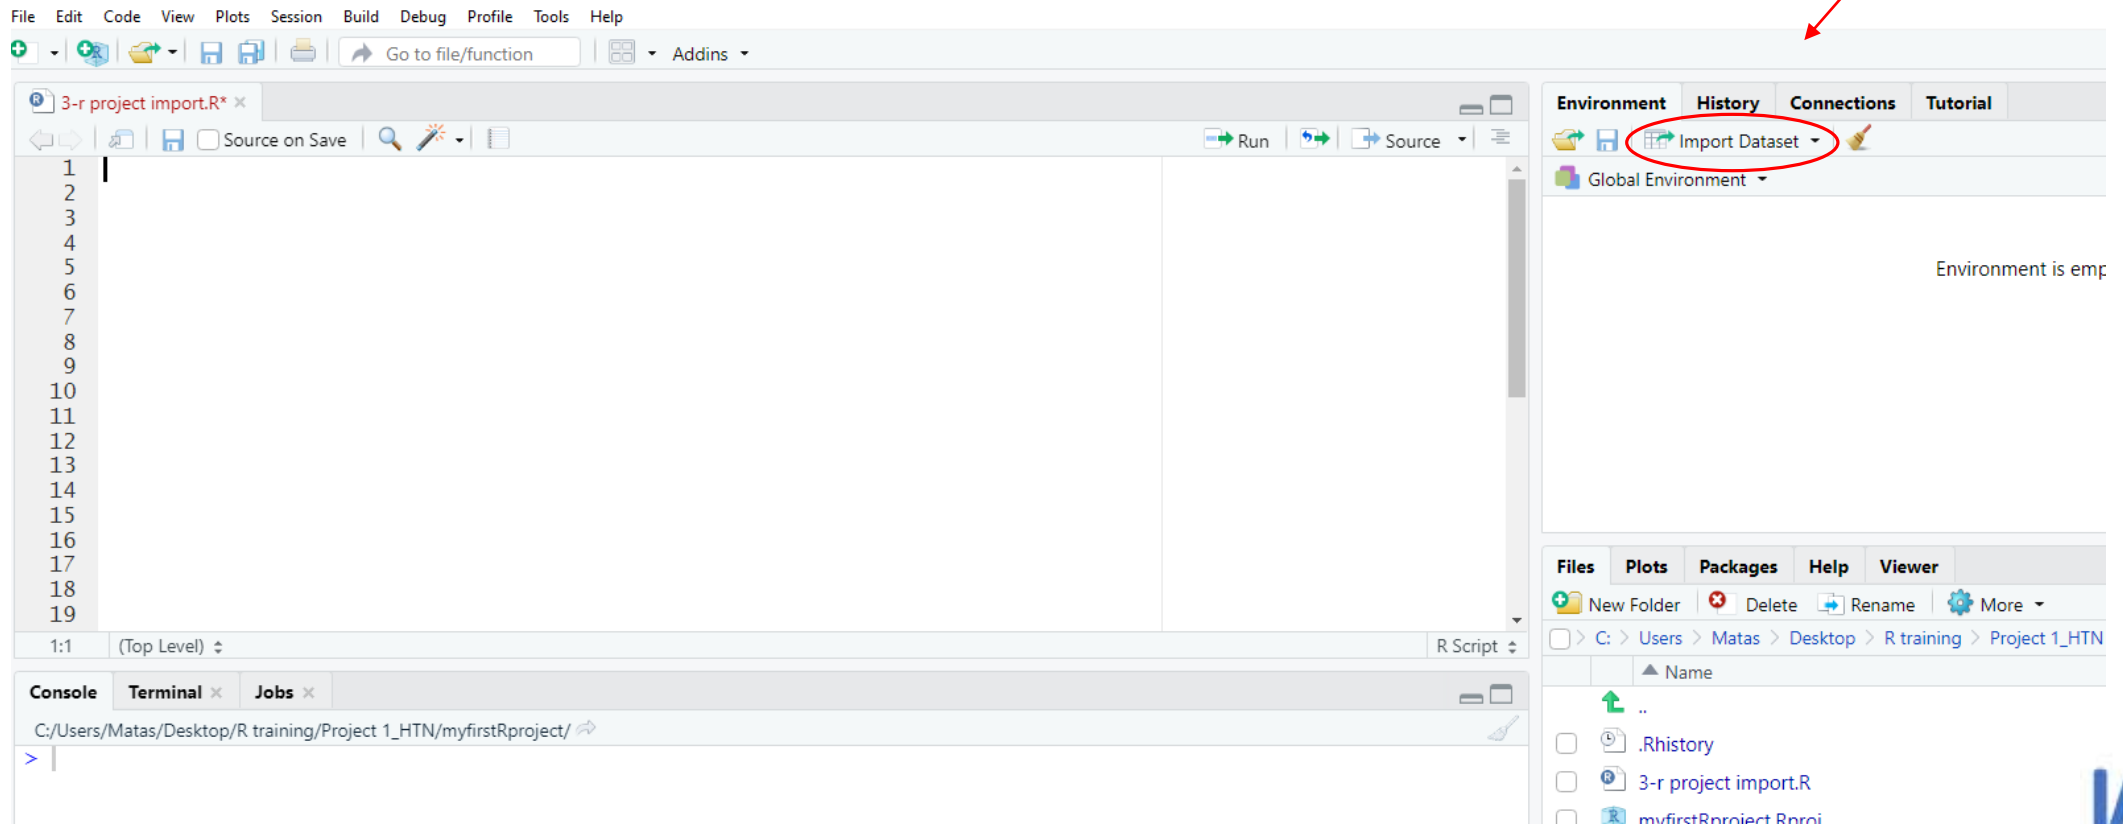 File Edit Code View Plots Session Build Debug Profile Tools Help
Go to file/function Addins
3-r project import.R*
Source on Save Run Source
1
2
3
4
5
6
7
8
9
10
11
12
13
14
15
16
17
18
19
1:1 (Top Level) R Script
Console Terminal Jobs
C:/Users/Matas/Desktop/R training/Project 1_HTN/myfirstRproject/
>
Environment History Connections Tutorial
Import Dataset
Global Environment
Environment is emp
Files Plots Packages Help Viewer
New Folder Delete Rename More
C: > Users > Matas > Desktop > R training > Project 1_HTN
Name
..
.Rhistory
3-r project import.R
myfirstRproject.Rproj